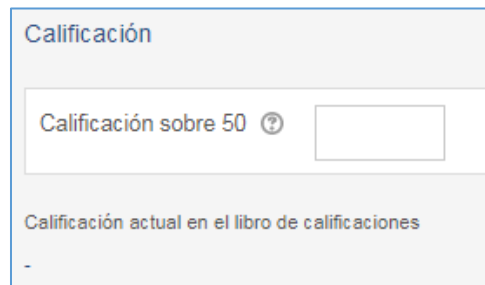 Calificación
Calificación sobre 50 ?
Calificación actual en el libro de calificaciones
-